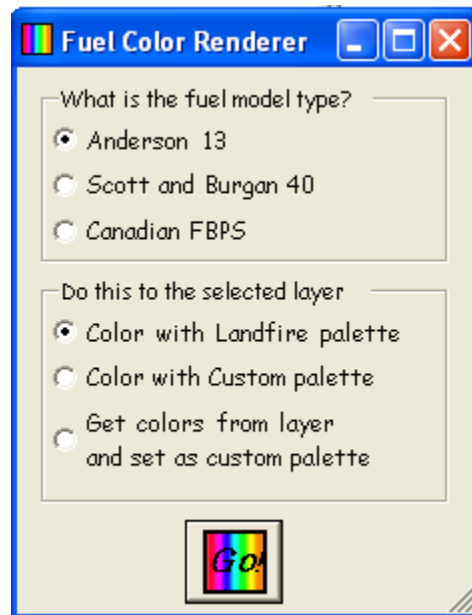 Fuel Color Renderer
What is the fuel model type?
Anderson 13
Scott and Burgan 40
Canadian FBPS
Do this to the selected layer
Color with Landfire palette
Color with Custom palette
Get colors from layer
and set as custom palette
Go!